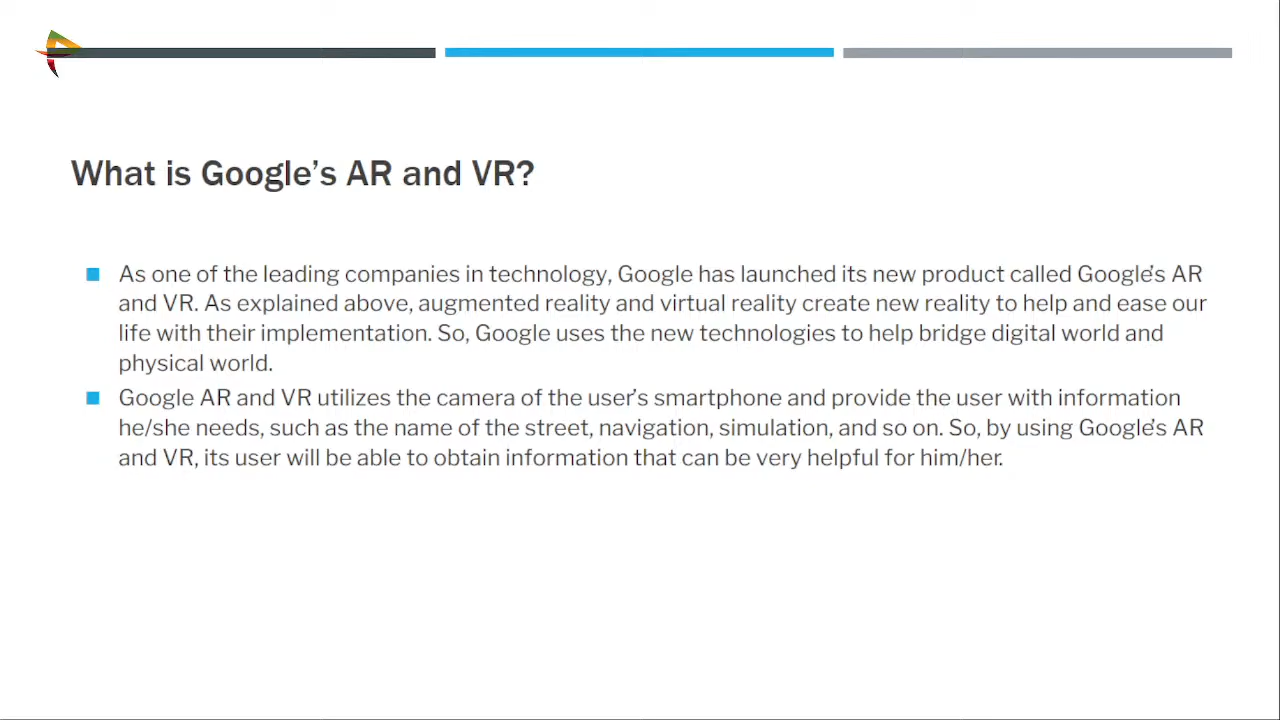 What is Google's AR and VR?
As one of the leading companies in technology, Google has launched its new product called Google's AR
and VR. As explained above, augmented reality and virtual reality create new reality to help and ease our
life with their implementation. So, Google uses the new technologies to help bridge digital world and
physical world.
Google AR and VR utilizes the camera of the user's smartphone and provide the user with information
he/she needs, such as the name of the street, navigation, simulation, and so on. So, by using Google's AR
and VR, its user will be able to obtain information that can be very helpful for him/her.